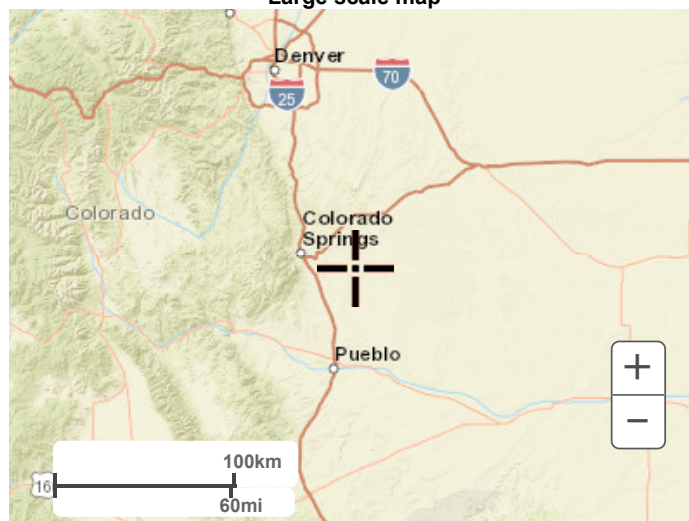 Large scale map
Denver
70
25
Colorado
Colorado
Springs
Pueblo
+
−
100km
16
60mi